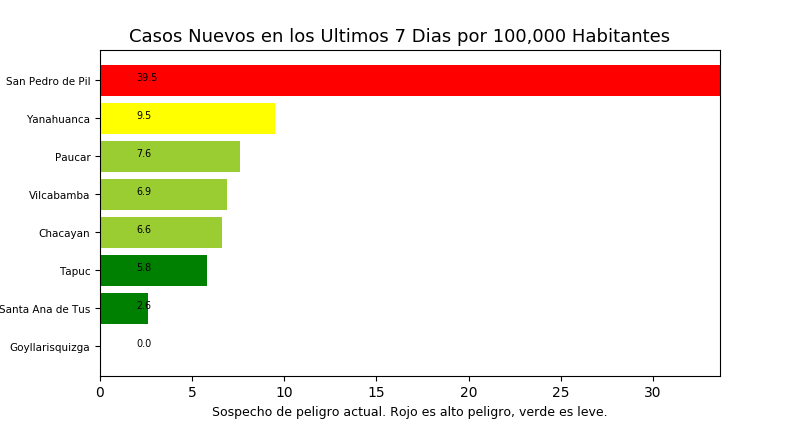 Casos Nuevos en los Ultimos 7 Dias por 100,000 Habitantes
San Pedro de Pil 39.5
Yanahuanca 9.5
Paucar 7.6
Vilcabamba 6.9
Chacayan 6.6
Tapuc 5.8
Santa Ana de Tus 2.6
Goyllarisquizga 0.0
0 5 10 15 20 25 30
Sospecho de peligro actual. Rojo es alto peligro, verde es leve.